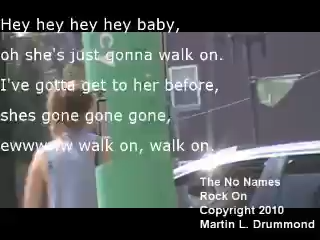 Hey hey hey hey baby,
oh she's just gonna walk on.
I've gotta get to her before,
shes gone gone gone,
ewwwww walk on, walk on.
The No Names
Rock On
Copyright 2010
Martin L. Drummond